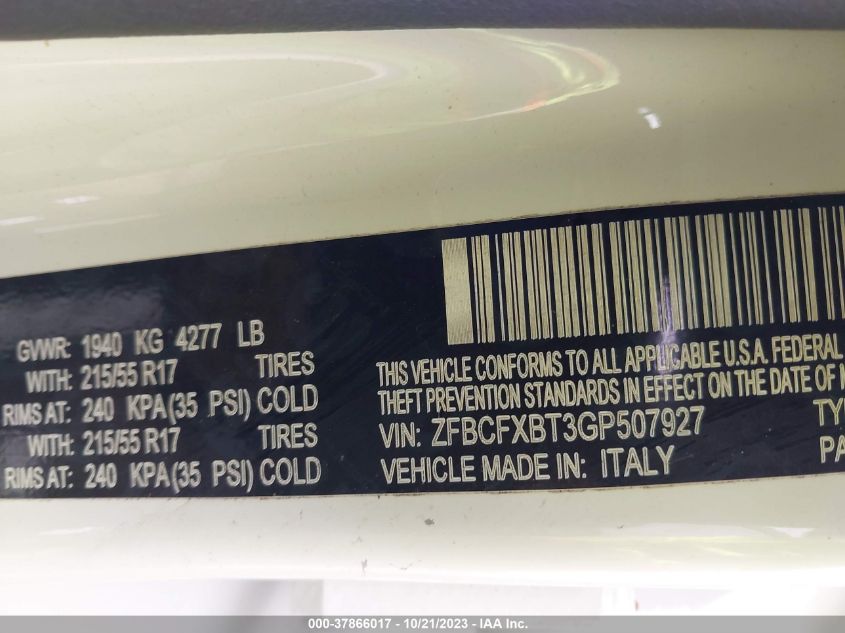 GVWR: 1940 KG 4277 LB
WITH: 215/55 R17 TIRES
RIMS AT: 240 KPA(35 PSI) COLD
WITH: 215/55 R17 TIRES
RIMS AT: 240 KPA(35 PSI) COLD
THIS VEHICLE CONFORMS TO ALL APPLICABLE U.S.A. FEDERAL
THEFT PREVENTION STANDARDS IN EFFECT ON THE DATE OF
VIN: ZFBCFXBT3GP507927
VEHICLE MADE IN: ITALY
000-37866017 - 10/21/2023 - IAA Inc.